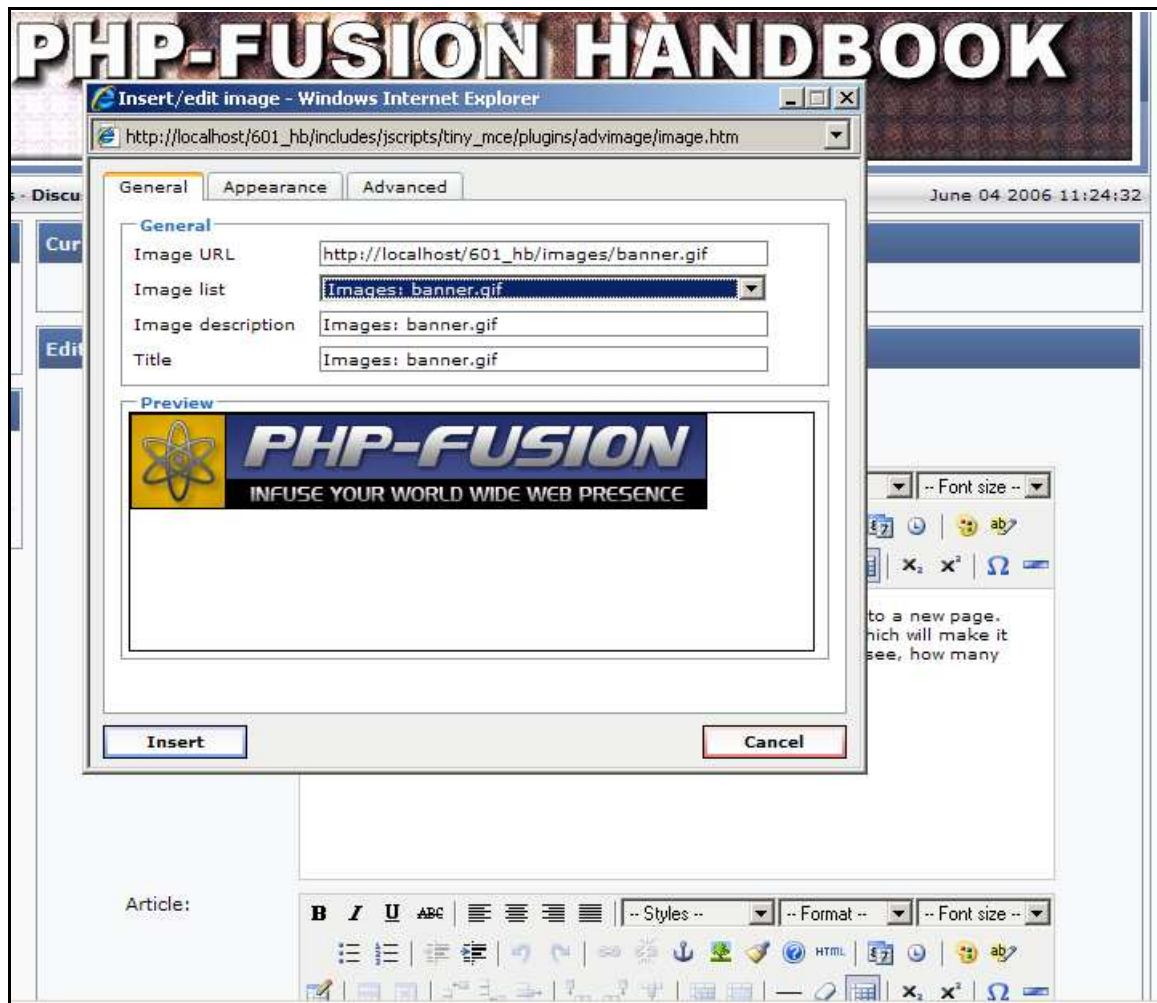 PHP-FUSION HANDBOOK
Insert/edit image - Windows Internet Explorer
http://localhost/601_hb/includes/jscripts/tiny_mce/plugins/advimage/image.htm
General Appearance Advanced
Discu
June 04 2006 11:24:32
Cur
General
Image URL http://localhost/601_hb/images/banner.gif
Image list Images: banner.gif
Image description Images: banner.gif
Title Images: banner.gif
Edit
Preview
PHP-FUSION
INFUSE YOUR WORLD WIDE WEB PRESENCE
-- Font size --
to a new page.
hich will make it
see, how many
Insert Cancel
Article:
B I U ABC -- Styles -- -- Format -- -- Font size --
HTML